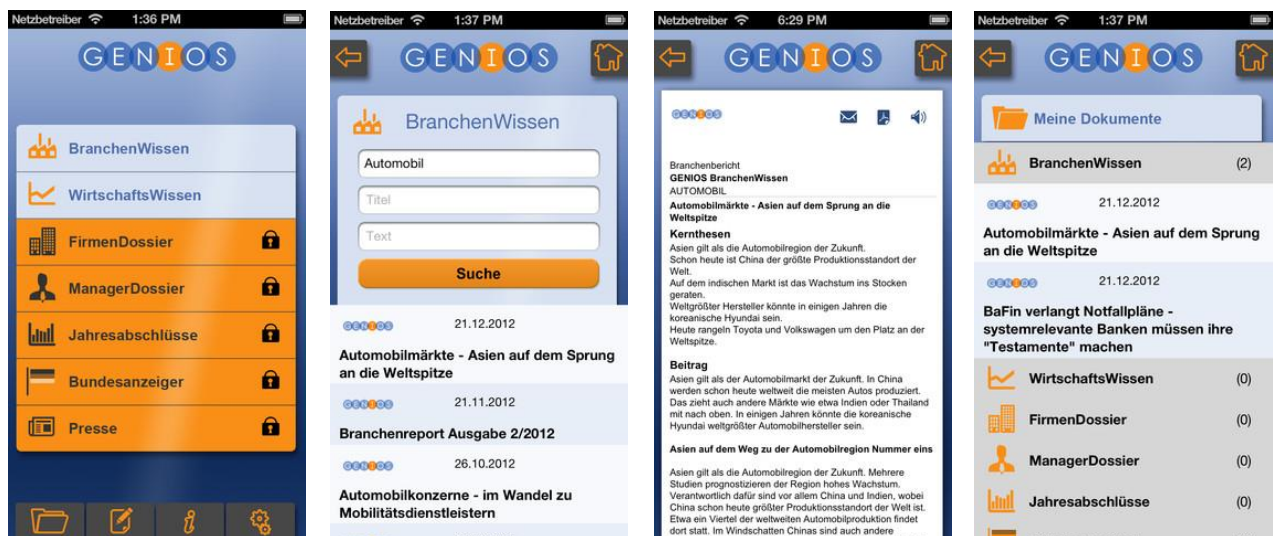 Netzbetreiber 1:36 PM
GENIOS
BranchenWissen
WirtschaftsWissen
FirmenDossier
ManagerDossier
Jahresabschlüsse
Bundesanzeiger
Presse
Netzbetreiber 1:37 PM
GENIOS
BranchenWissen
Automobil
Titel
Text
Suche
GENIOS 21.12.2012
Automobilmärkte - Asien auf dem Sprung
an die Weltspitze
GENIOS 21.11.2012
Branchenreport Ausgabe 2/2012
GENIOS 26.10.2012
Automobilkonzerne - im Wandel zu
Mobilitätsdienstleistern
Netzbetreiber 6:29 PM
GENIOS
GENIOS
Branchenbericht
GENIOS BranchenWissen
AUTOMOBIL
Automobilmärkte - Asien auf dem Sprung an die
Weltspitze
Kernthesen
Asien gilt als die Automobilregion der Zukunft.
Schon heute ist China der größte Produktionsstandort der
Welt.
Auf dem indischen Markt ist das Wachstum ins Stocken
geraten.
Weltgrößter Hersteller könnte in einigen Jahren die
koreanische Hyundai sein.
Heute rangeln Toyota und Volkswagen um den Platz an der
Weltspitze.
Beitrag
Asien gilt als der Automobilmarkt der Zukunft. In China
werden schon heute weltweit die meisten Autos produziert.
Das zieht auch andere Märkte wie etwa Indien oder Thailand
mit nach oben. In einigen Jahren könnte die koreanische
Hyundai weltgrößter Automobilhersteller sein.
Asien auf dem Weg zu der Automobilregion Nummer eins
Asien gilt als die Automobilregion der Zukunft. Mehrere
Studien prognostizieren der Region hohes Wachstum.
Verantwortlich dafür sind vor allem China und Indien, wobei
China schon heute größter Produktionsstandort der Welt ist.
Etwa ein Viertel der weltweiten Automobilproduktion findet
dort statt. Im Windschatten Chinas sind auch andere
Netzbetreiber 1:37 PM
GENIOS
Meine Dokumente
BranchenWissen (2)
GENIOS 21.12.2012
Automobilmärkte - Asien auf dem Sprung
an die Weltspitze
GENIOS 21.12.2012
BaFin verlangt Notfallpläne -
systemrelevante Banken müssen ihre
"Testamente" machen
WirtschaftsWissen (0)
FirmenDossier (0)
ManagerDossier (0)
Jahresabschlüsse (0)